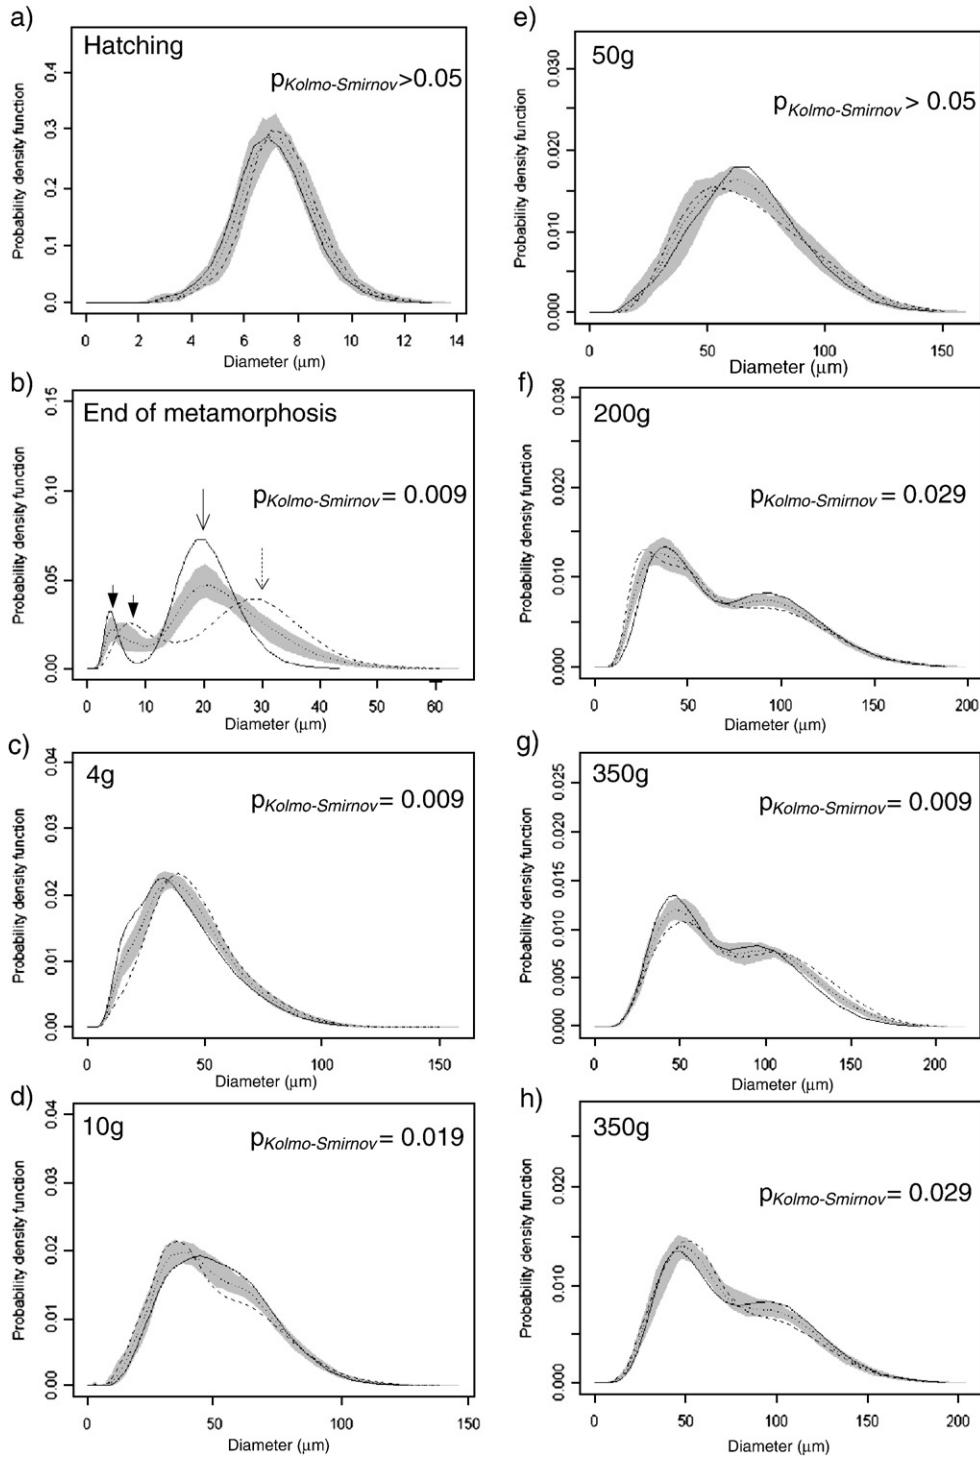 a)
Hatching
pKolmo-Smirnov>0.05
Probability density function
0.4
0.3
0.2
0.1
0.0
0 2 4 6 8 10 12 14
Diameter (μm)
b)
End of metamorphosis
pKolmo-Smirnov= 0.009
Probability density function
0.15
0.10
0.05
0.00
0 10 20 30 40 50 60
Diameter (μm)
c)
4g
pKolmo-Smirnov= 0.009
Probability density function
0.04
0.03
0.02
0.01
0.00
0 50 100 150
Diameter (μm)
d)
10g
pKolmo-Smirnov= 0.019
Probability density function
0.04
0.03
0.02
0.01
0.00
0 50 100 150
Diameter (μm)
e)
50g
pKolmo-Smirnov> 0.05
Probability density function
0.030
0.020
0.010
0.000
0 50 100 150
Diameter (μm)
f)
200g
pKolmo-Smirnov= 0.029
Probability density function
0.030
0.020
0.010
0.000
0 50 100 150 200
Diameter (μm)
g)
350g
pKolmo-Smirnov= 0.009
Probability density function
0.025
0.020
0.015
0.010
0.005
0.000
0 50 100 150 200
Diameter (μm)
h)
350g
pKolmo-Smirnov= 0.029
Probability density function
0.020
0.010
0.000
0 50 100 150 200
Diameter (μm)